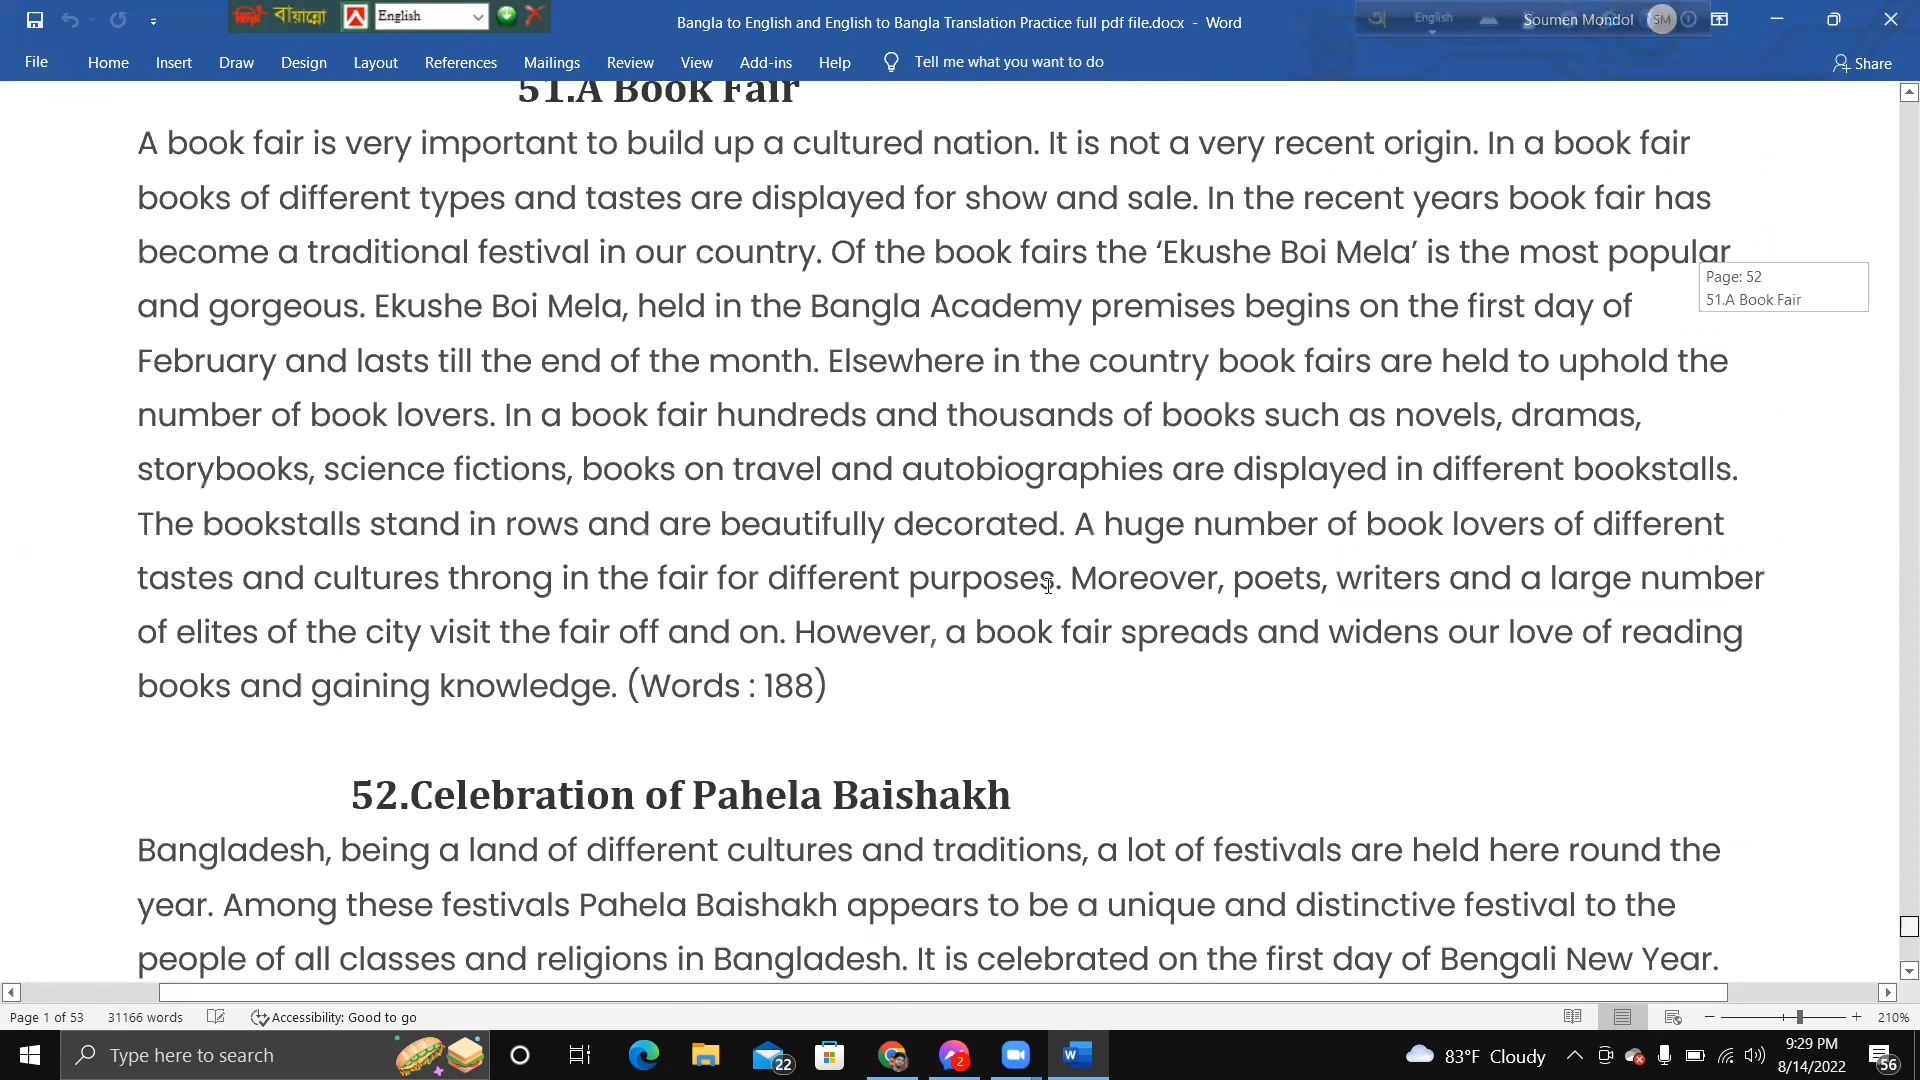 বায়ান্নো
English
Bangla to English and English to Bangla Translation Practice full pdf file.docx - Word
English
Soumen Mondol
SM
File Home Insert Draw Design Layout References Mailings Review View Add-ins Help Tell me what you want to do
Share
51.A Book Fair
A book fair is very important to build up a cultured nation. It is not a very recent origin. In a book fair
books of different types and tastes are displayed for show and sale. In the recent years book fair has
become a traditional festival in our country. Of the book fairs the ‘Ekushe Boi Mela’ is the most popular
Page: 52
51.A Book Fair
and gorgeous. Ekushe Boi Mela, held in the Bangla Academy premises begins on the first day of
February and lasts till the end of the month. Elsewhere in the country book fairs are held to uphold the
number of book lovers. In a book fair hundreds and thousands of books such as novels, dramas,
storybooks, science fictions, books on travel and autobiographies are displayed in different bookstalls.
The bookstalls stand in rows and are beautifully decorated. A huge number of book lovers of different
tastes and cultures throng in the fair for different purposes. Moreover, poets, writers and a large number
of elites of the city visit the fair off and on. However, a book fair spreads and widens our love of reading
books and gaining knowledge. (Words : 188)
52.Celebration of Pahela Baishakh
Bangladesh, being a land of different cultures and traditions, a lot of festivals are held here round the
year. Among these festivals Pahela Baishakh appears to be a unique and distinctive festival to the
people of all classes and religions in Bangladesh. It is celebrated on the first day of Bengali New Year.
Page 1 of 53 31166 words Accessibility: Good to go
210%
Type here to search
22
2
83°F Cloudy
9:29 PM
8/14/2022
56